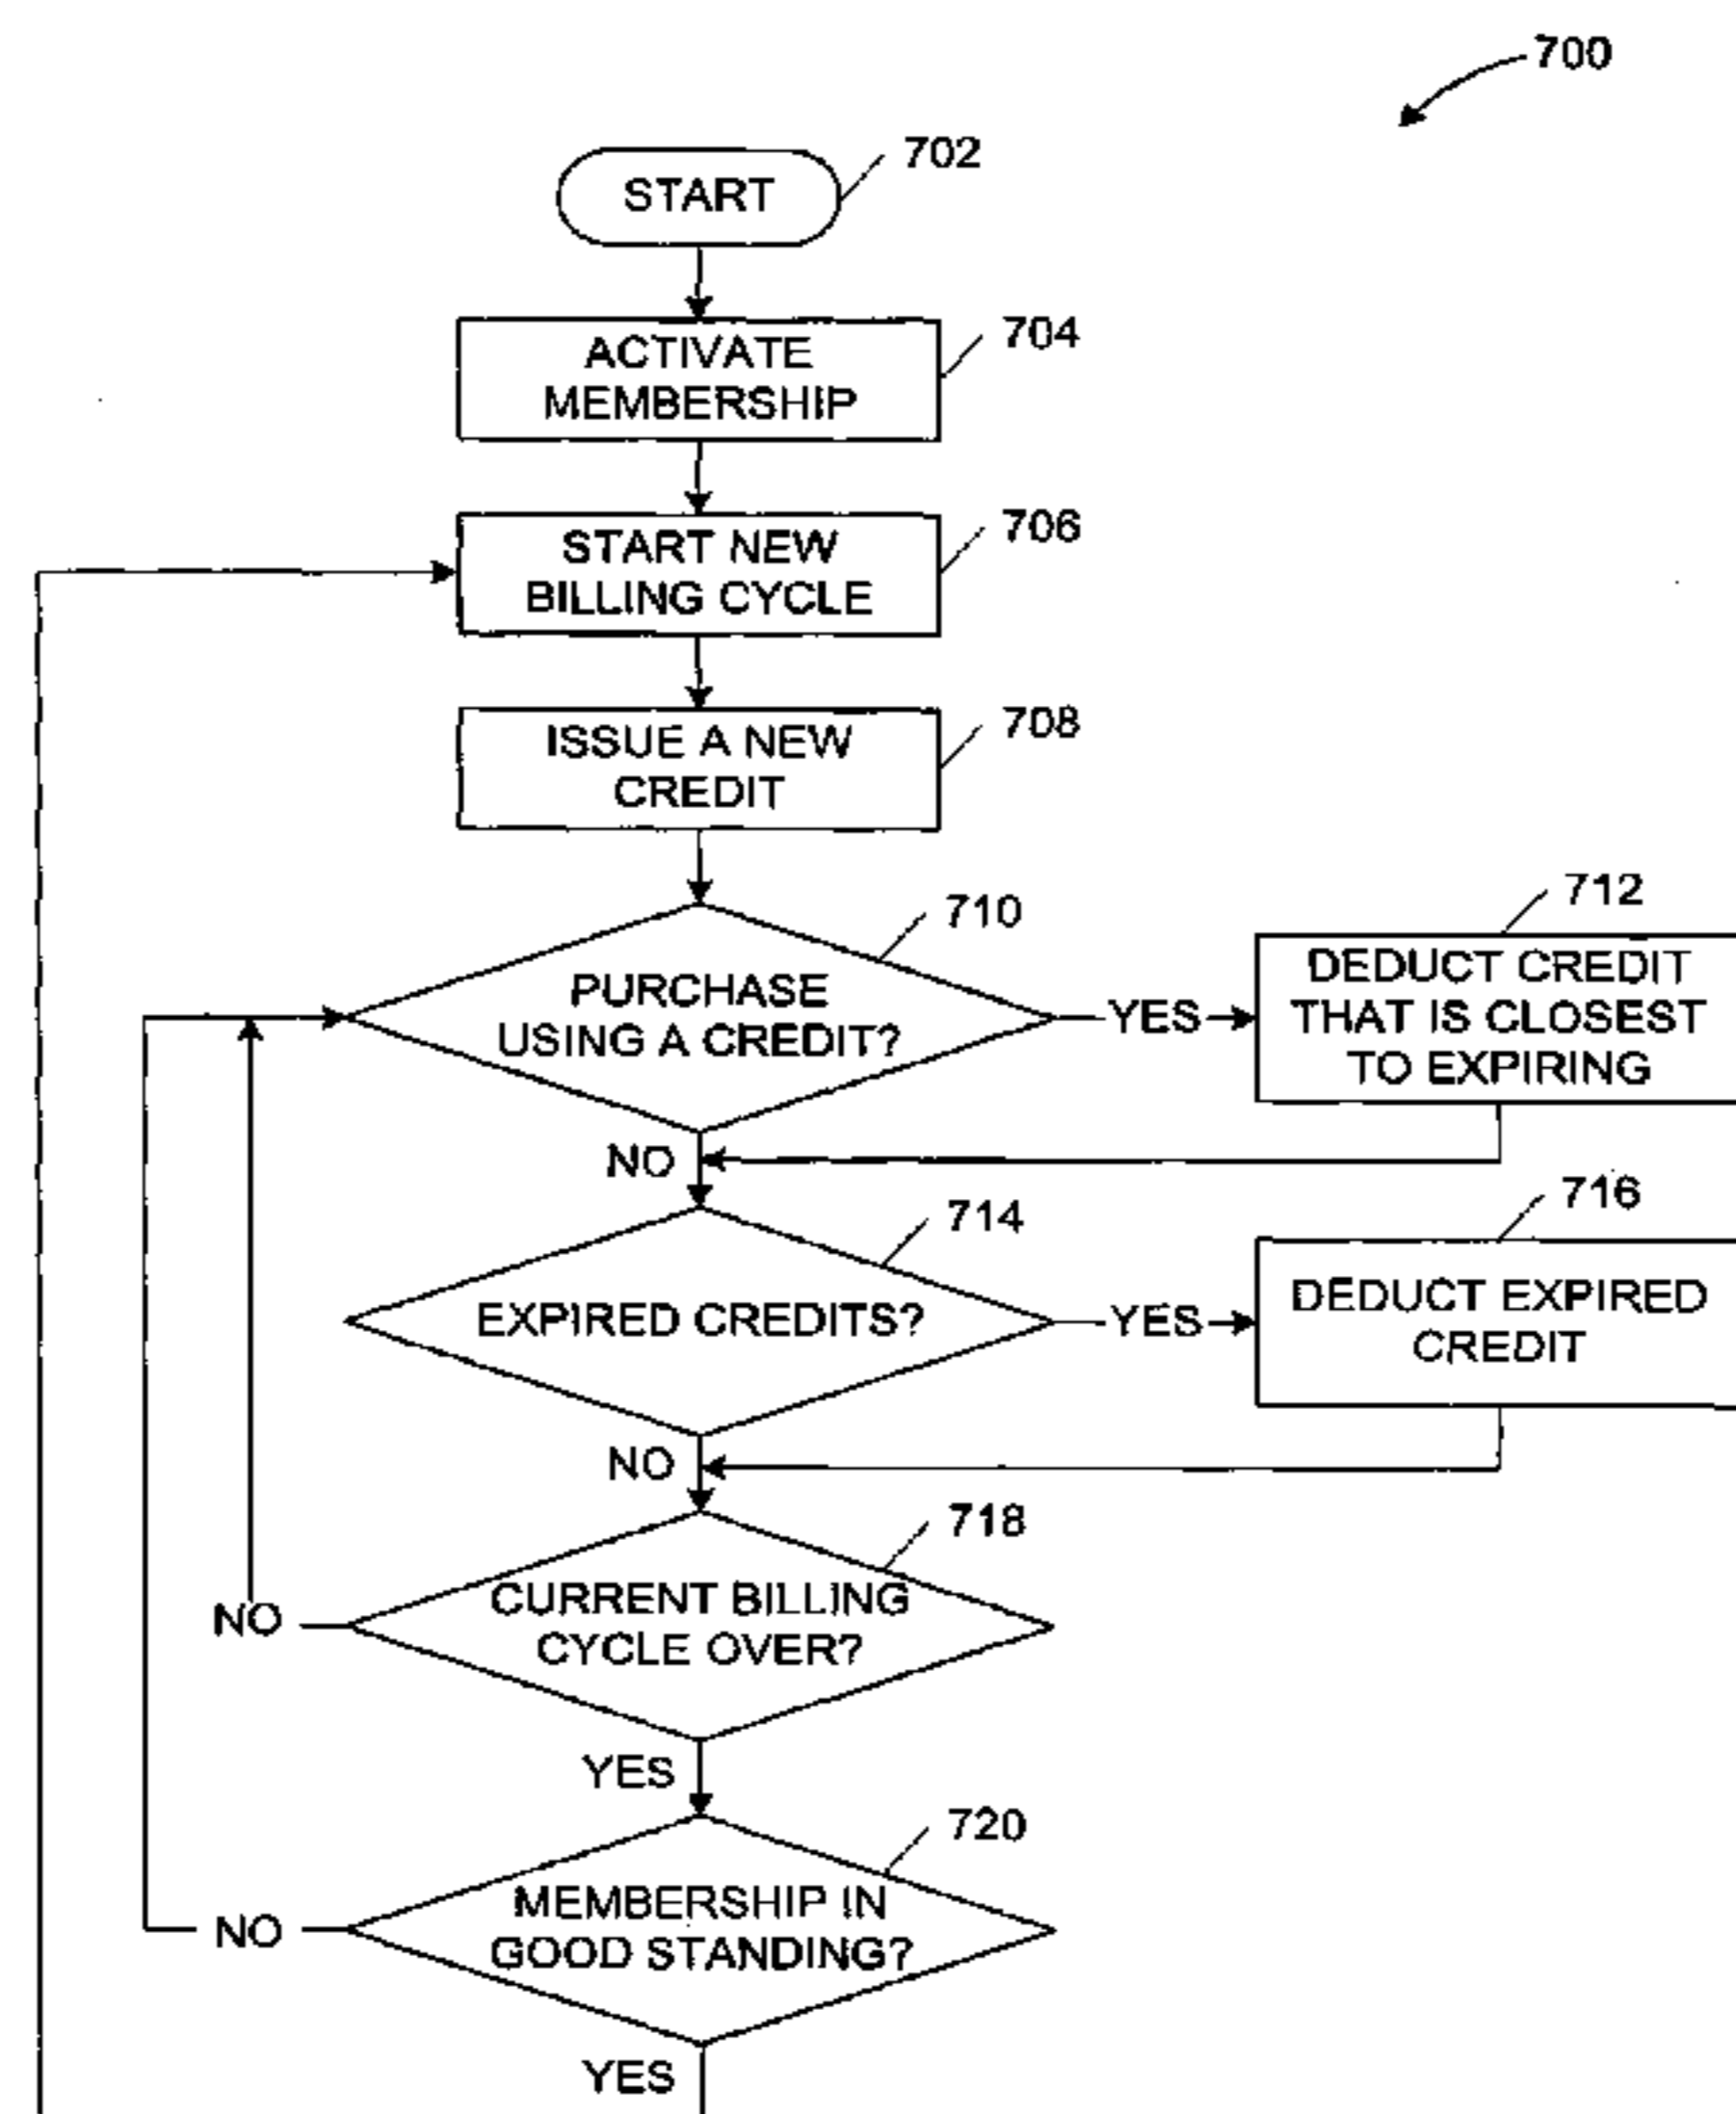 700
702
START
704
ACTIVATE
MEMBERSHIP
706
START NEW
BILLING CYCLE
708
ISSUE A NEW
CREDIT
710
PURCHASE
USING A CREDIT?
YES
712
DEDUCT CREDIT
THAT IS CLOSEST
TO EXPIRING
NO
714
EXPIRED CREDITS?
YES
716
DEDUCT EXPIRED
CREDIT
NO
718
CURRENT BILLING
CYCLE OVER?
NO
YES
720
MEMBERSHIP IN
GOOD STANDING?
NO
YES